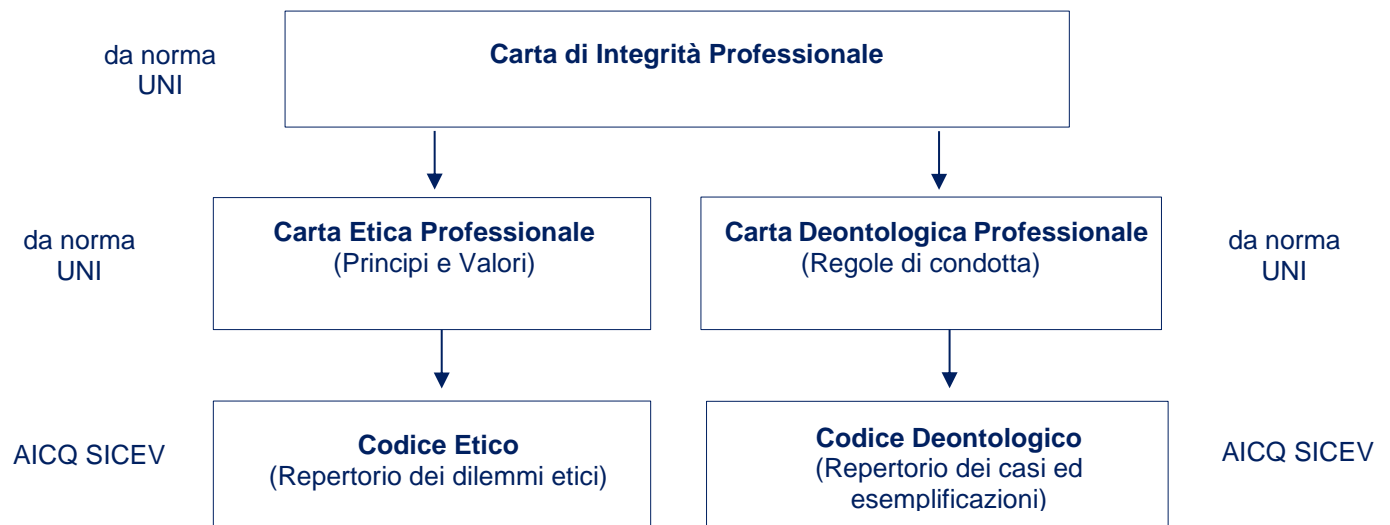 da norma
UNI
Carta di Integrità Professionale
da norma
UNI
Carta Etica Professionale
(Principi e Valori)
Carta Deontologica Professionale
(Regole di condotta)
da norma
UNI
AICQ SICEV
Codice Etico
(Repertorio dei dilemmi etici)
Codice Deontologico
(Repertorio dei casi ed
esemplificazioni)
AICQ SICEV